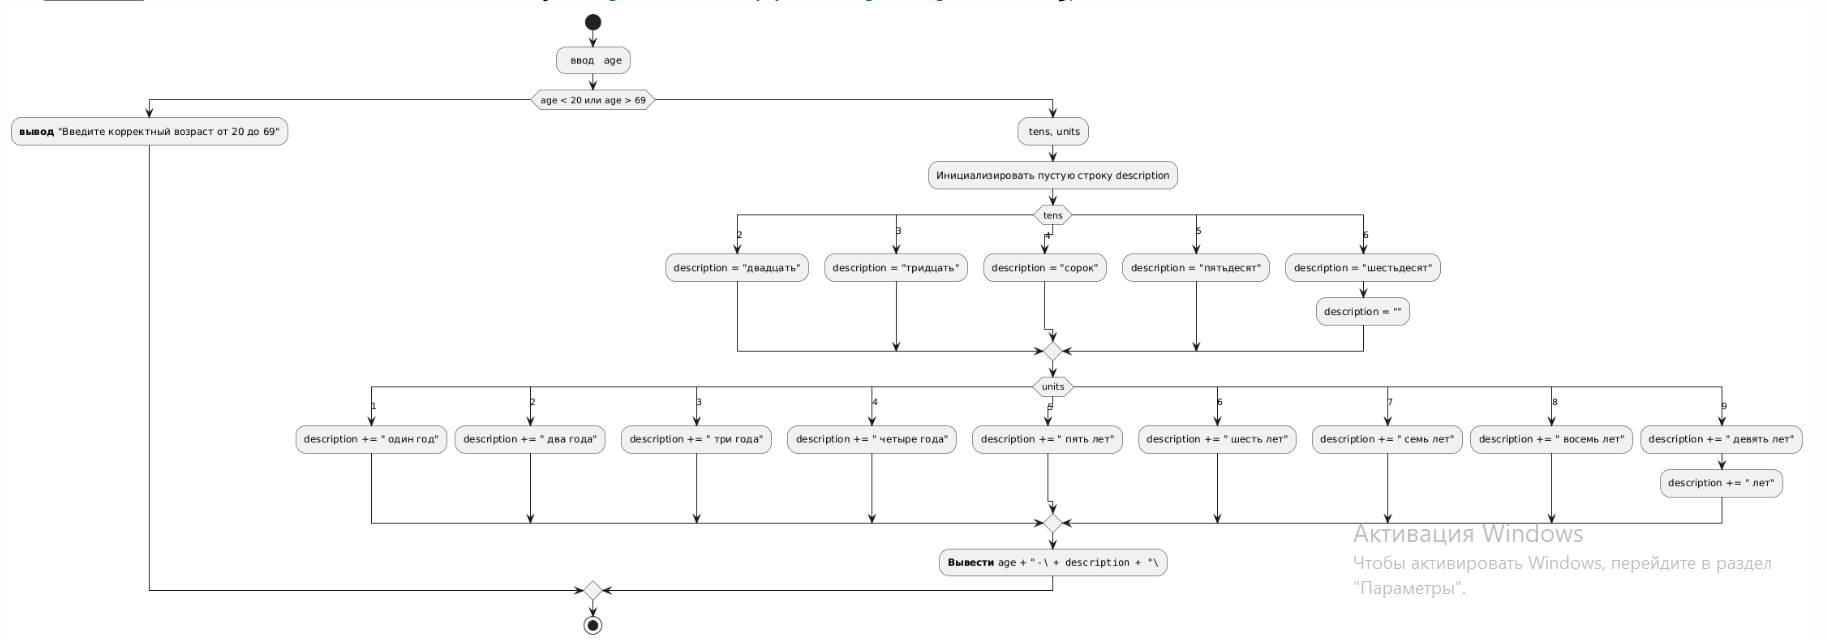 ввод age
age < 20 или age > 69
вывод "Введите корректный возраст от 20 до 69"
tens, units
Инициализировать пустую строку description
tens
2
3
4
5
6
description = "двадцать"
description = "тридцать"
description = "сорок"
description = "пятьдесят"
description = "шестьдесят"
description = ""
units
1
2
3
4
5
6
7
8
9
description += " один год"
description += " два года"
description += " три года"
description += " четыре года"
description += " пять лет"
description += " шесть лет"
description += " семь лет"
description += " восемь лет"
description += " девять лет"
description += " лет"
Вывести age + "-\ + description + "\
Активация Windows
Чтобы активировать Windows, перейдите в раздел
"Параметры".